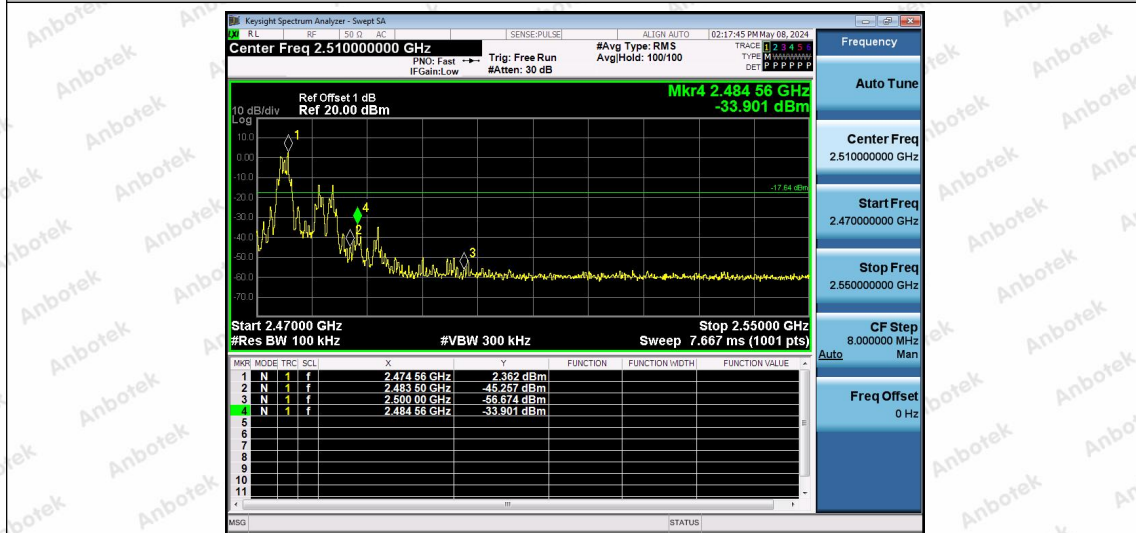 Keysight Spectrum Analyzer - Swept SA
RL RF 50 Ω AC SENSE:PULSE ALIGN AUTO 02:17:45 PM May 08, 2024
Center Freq 2.510000000 GHz
PNO: Fast
IFGain:Low
Trig: Free Run
#Atten: 30 dB
#Avg Type: RMS
Avg|Hold: 100/100
TRACE 1 2 3 4 5 6
TYPE M W W W W W
DET P P P P P P
Ref Offset 1 dB
10 dB/div Ref 20.00 dBm
Log
Mkr4 2.484 56 GHz
-33.901 dBm
10.0
0.00
-10.0
-20.0
-30.0
-40.0
-50.0
-60.0
-70.0
1
4
2
3
-17.64 dBm
Start 2.47000 GHz Stop 2.55000 GHz
#Res BW 100 kHz #VBW 300 kHz Sweep 7.667 ms (1001 pts)
MKR MODE TRC SCL X Y FUNCTION FUNCTION WIDTH FUNCTION VALUE
1 N 1 f 2.474 56 GHz 2.362 dBm
2 N 1 f 2.483 50 GHz -45.257 dBm
3 N 1 f 2.500 00 GHz -56.674 dBm
4 N 1 f 2.484 56 GHz -33.901 dBm
5
6
7
8
9
10
11
MSG STATUS
Frequency
Auto Tune
Center Freq
2.510000000 GHz
Start Freq
2.470000000 GHz
Stop Freq
2.550000000 GHz
CF Step
8.000000 MHz
Auto Man
Freq Offset
0 Hz
Anbotek